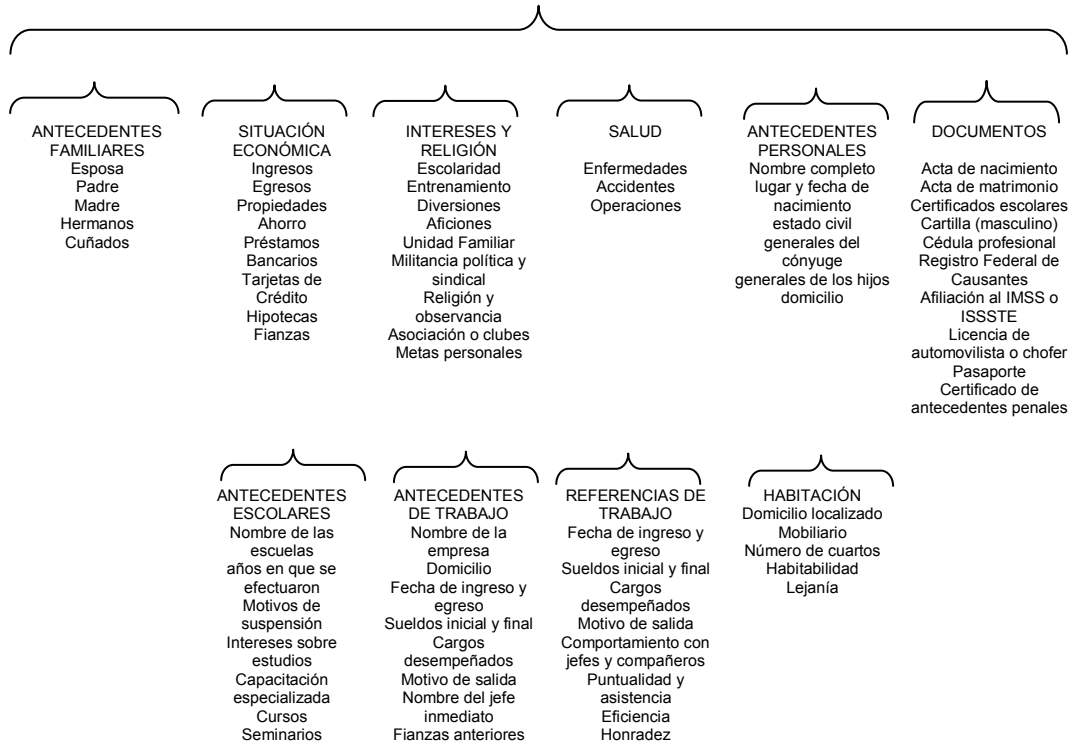 ANTECEDENTES
FAMILIARES
Esposa
Padre
Madre
Hermanos
Cuñados
SITUACIÓN
ECONÓMICA
Ingresos
Egresos
Propiedades
Ahorro
Préstamos
Bancarios
Tarjetas de
Crédito
Hipotecas
Fianzas
INTERESES Y
RELIGIÓN
Escolaridad
Entrenamiento
Diversiones
Aficiones
Unidad Familiar
Militancia política y
sindical
Religión y
observancia
Asociación o clubes
Metas personales
SALUD
Enfermedades
Accidentes
Operaciones
ANTECEDENTES
PERSONALES
Nombre completo
lugar y fecha de
nacimiento
estado civil
generales del
cónyuge
generales de los hijos
domicilio
DOCUMENTOS
Acta de nacimiento
Acta de matrimonio
Certificados escolares
Cartilla (masculino)
Cédula profesional
Registro Federal de
Causantes
Afiliación al IMSS o
ISSSTE
Licencia de
automovilista o chofer
Pasaporte
Certificado de
antecedentes penales
ANTECEDENTES
ESCOLARES
Nombre de las
escuelas
años en que se
efectuaron
Motivos de
suspensión
Intereses sobre
estudios
Capacitación
especializada
Cursos
Seminarios
ANTECEDENTES
DE TRABAJO
Nombre de la
empresa
Domicilio
Fecha de ingreso y
egreso
Sueldos inicial y final
Cargos
desempeñados
Motivo de salida
Nombre del jefe
inmediato
Fianzas anteriores
REFERENCIAS DE
TRABAJO
Fecha de ingreso y
egreso
Sueldos inicial y final
Cargos
desempeñados
Motivo de salida
Comportamiento con
jefes y compañeros
Puntualidad y
asistencia
Eficiencia
Honradez
HABITACIÓN
Domicilio localizado
Mobiliario
Número de cuartos
Habitabilidad
Lejanía